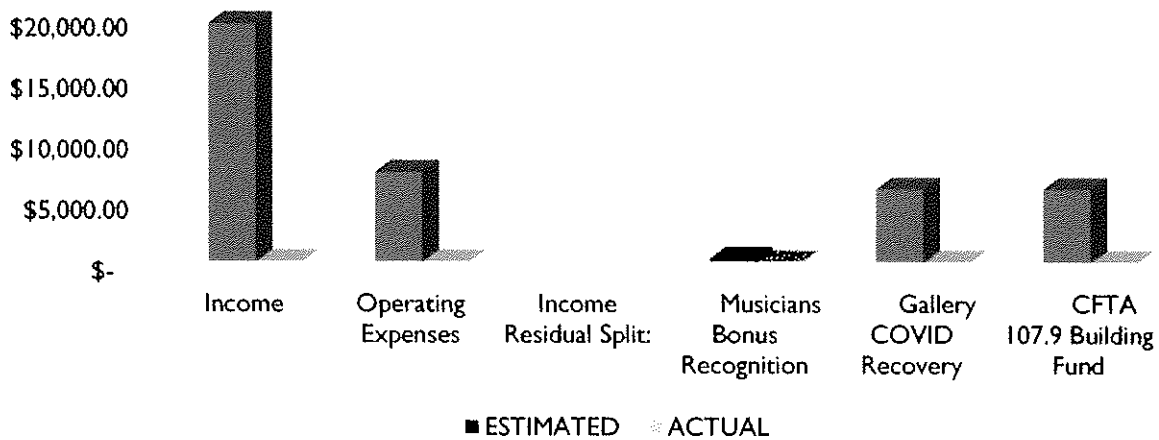 $20,000.00
$15,000.00
$10,000.00
$5,000.00
$-
Income
Operating
Expenses
Income
Residual Split:
Musicians
Bonus
Recognition
Gallery
COVID
Recovery
CFTA
107.9 Building
Fund
ESTIMATED
ACTUAL